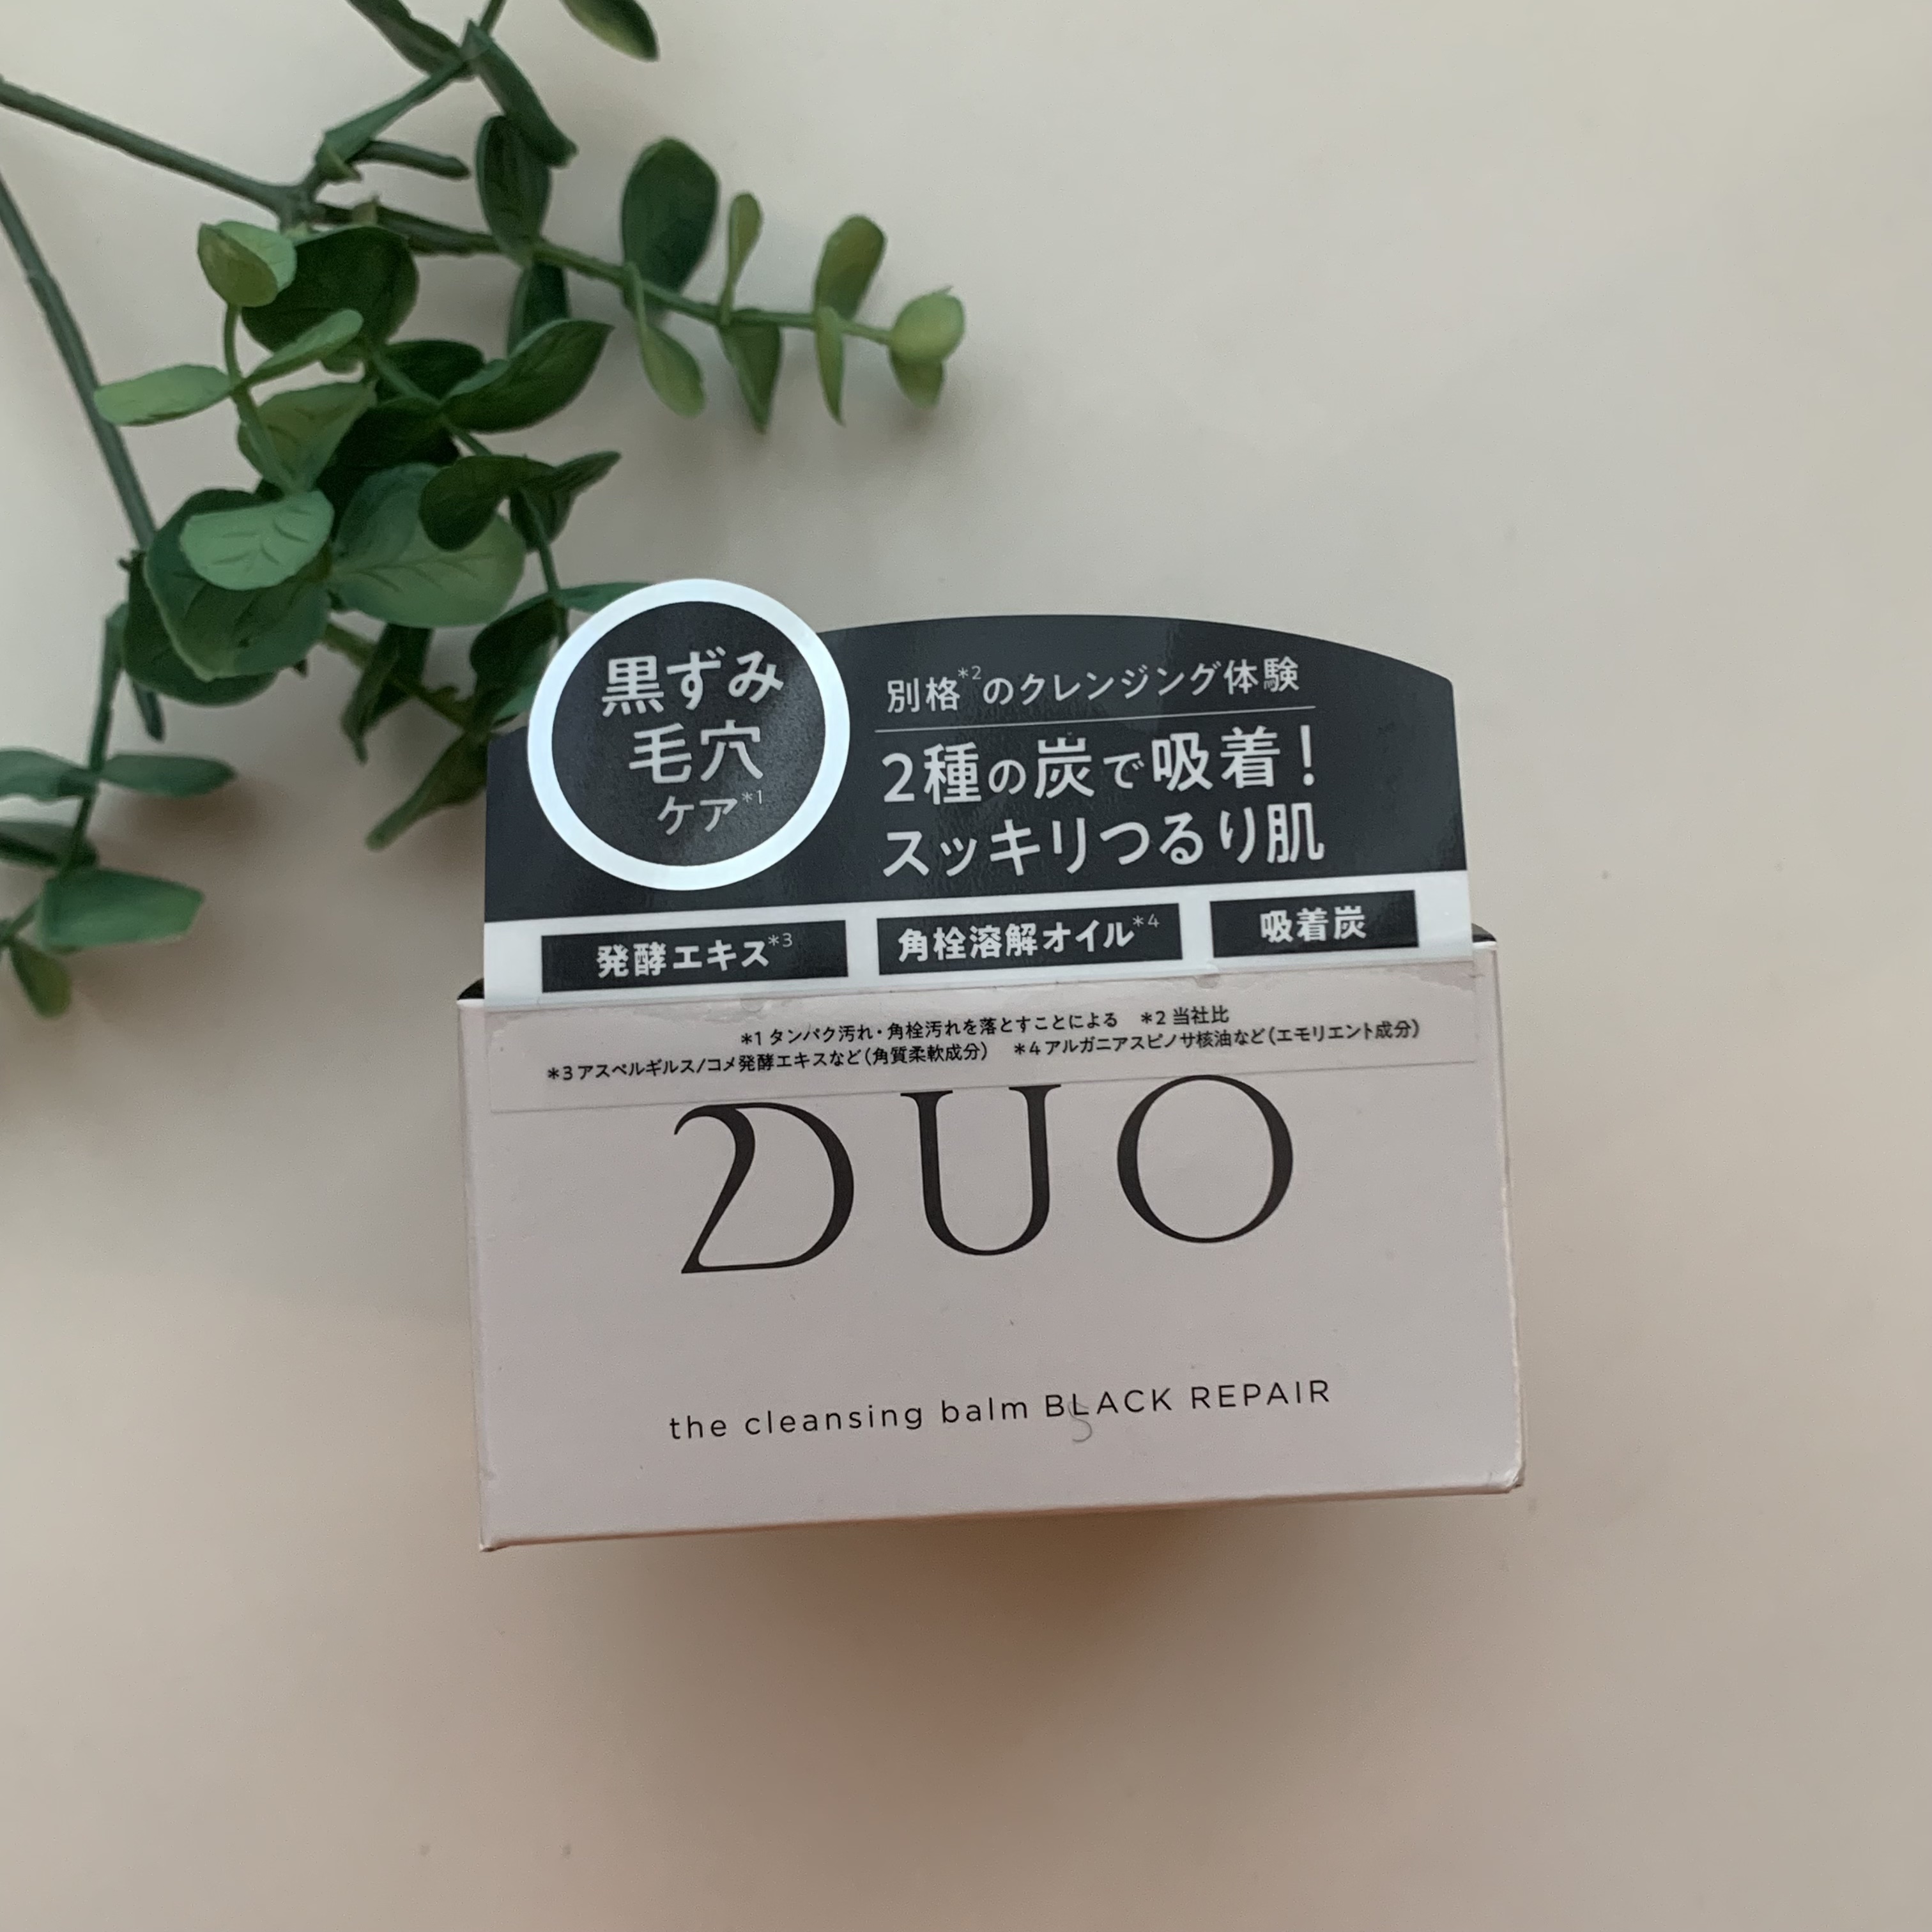 黒ずみ
毛穴
ケア*1
別格*2のクレンジング体験
2種の炭で吸着!
スッキリつるり肌
発酵エキス*3 角栓溶解オイル*4 吸着炭
*1 タンパク汚れ・角栓汚れを落とすことによる *2 当社比
*3 アスペルギルス/コメ発酵エキスなど(角質柔軟成分) *4 アルガニアスピノサ核油など(エモリエント成分)
DUO
the cleansing balm BLACK REPAIR